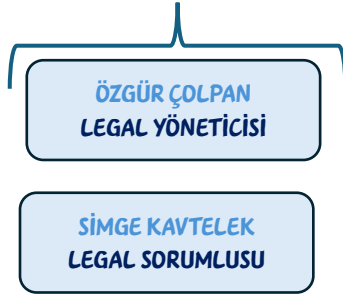 ÖZGÜR ÇOLPAN
LEGAL YÖNETİCİSİ
SİMGE KAVTELEK
LEGAL SORUMLUSU